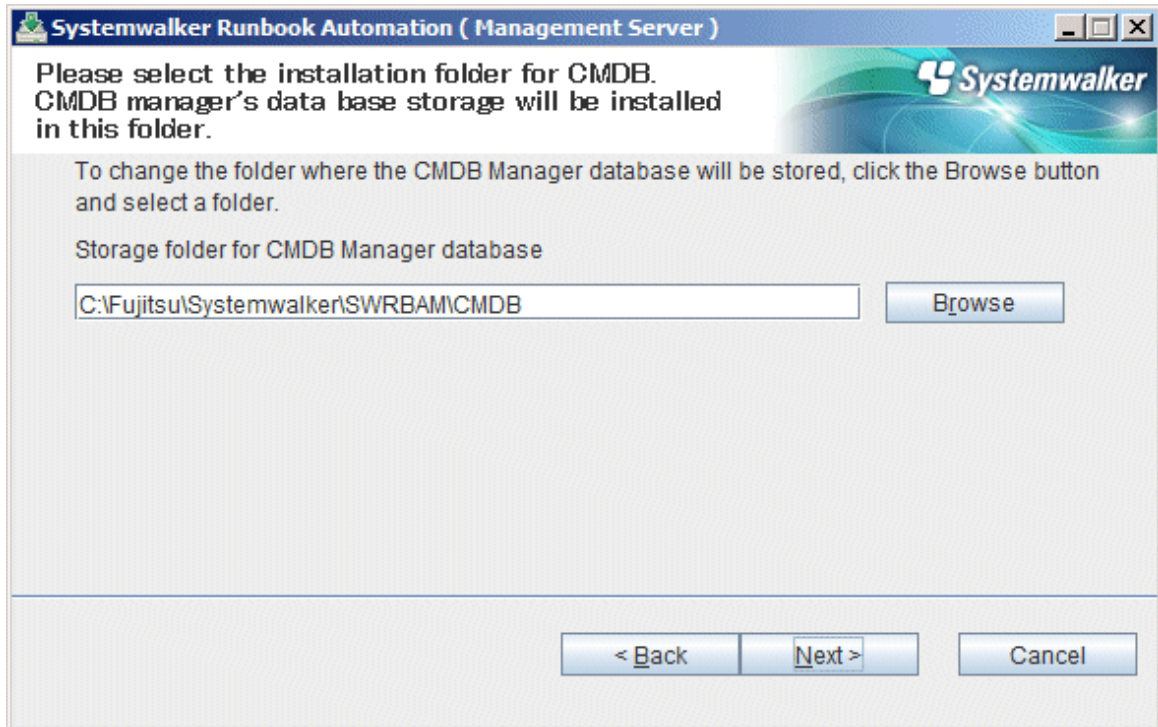 Systemwalker Runbook Automation ( Management Server )
Please select the installation folder for CMDB.
CMDB manager's data base storage will be installed
in this folder.
Systemwalker
To change the folder where the CMDB Manager database will be stored, click the Browse button
and select a folder.
Storage folder for CMDB Manager database
C:\Fujitsu\Systemwalker\SWRBAM\CMDB
Browse
< Back
Next >
Cancel